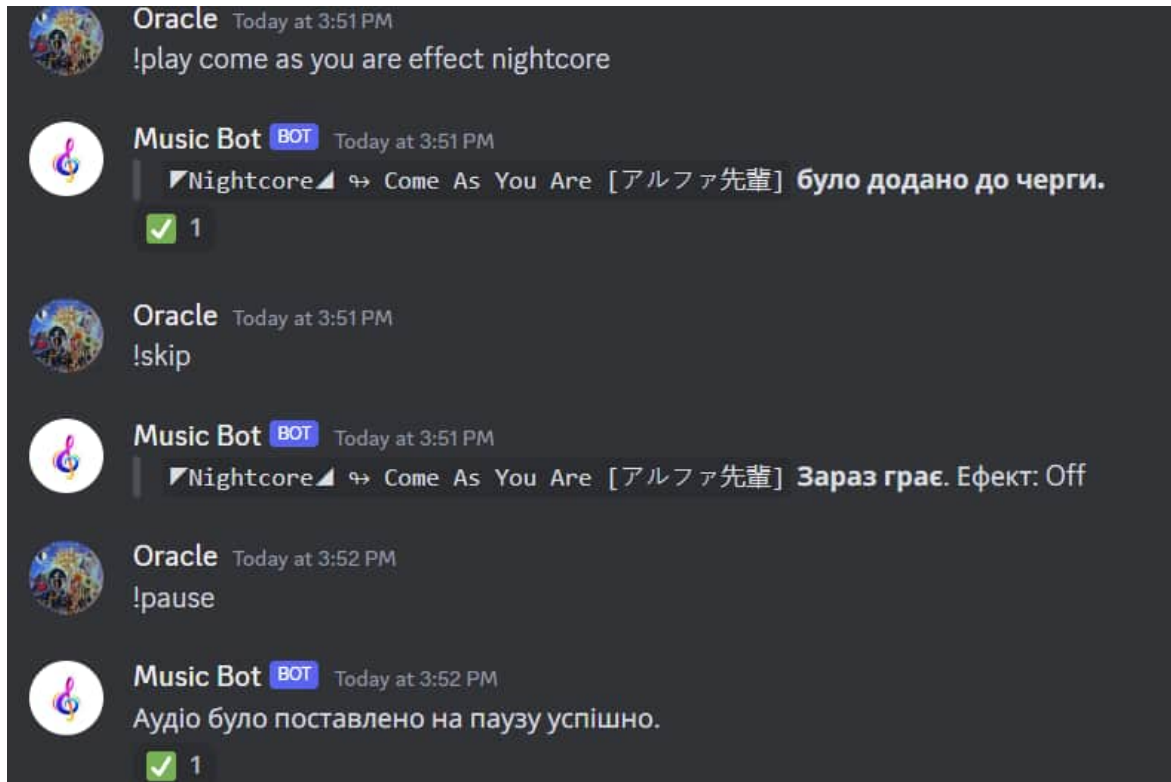 Oracle Today at 3:51 PM
!play come as you are effect nightcore
Music Bot BOT Today at 3:51 PM
◤Nightcore◢ ↬ Come As You Are [アルファ先輩] було додано до черги.
✅ 1
Oracle Today at 3:51 PM
!skip
Music Bot BOT Today at 3:51 PM
◤Nightcore◢ ↬ Come As You Are [アルファ先輩] Зараз грає. Ефект: Off
Oracle Today at 3:52 PM
!pause
Music Bot BOT Today at 3:52 PM
Аудіо було поставлено на паузу успішно.
✅ 1